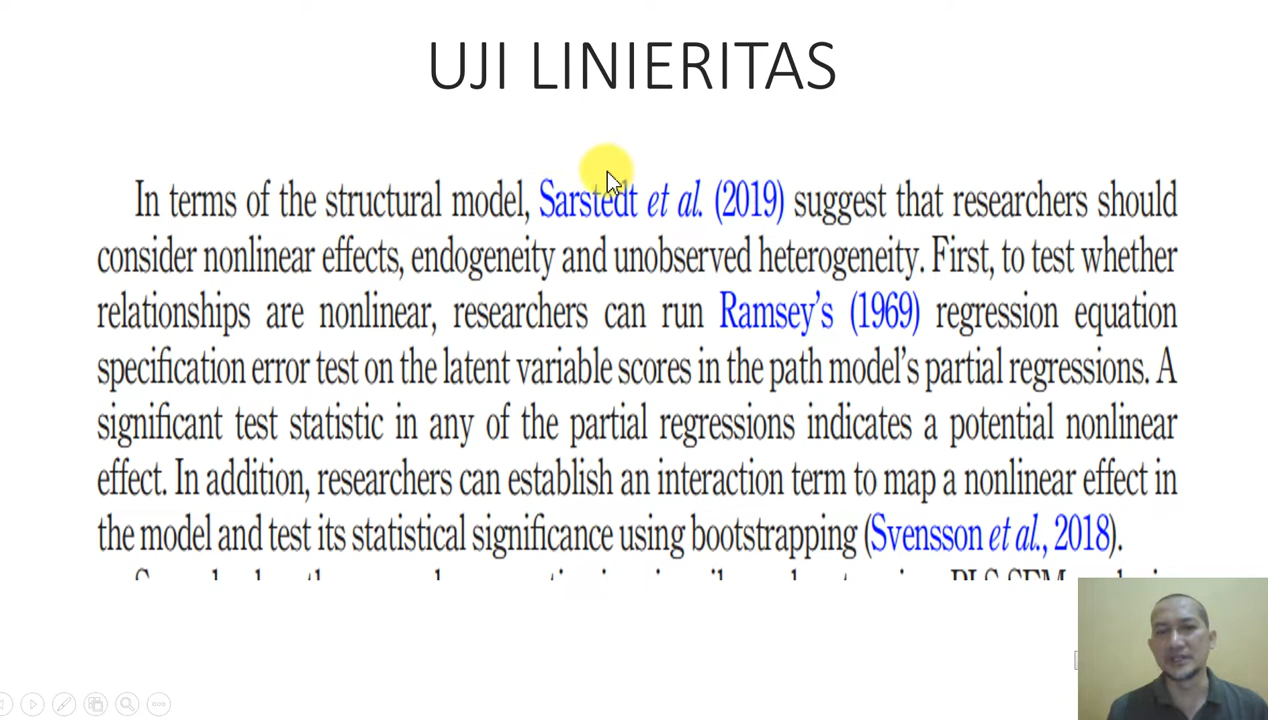 UJI LINIERITAS
In terms of the structural model, Sarstedt et al. (2019) suggest that researchers should
consider nonlinear effects, endogeneity and unobserved heterogeneity. First, to test whether
relationships are nonlinear, researchers can run Ramsey's (1969) regression equation
specification error test on the latent variable scores in the path model's partial regressions. A
significant test statistic in any of the partial regressions indicates a potential nonlinear
effect. In addition, researchers can establish an interaction term to map a nonlinear effect in
the model and test its statistical significance using bootstrapping (Svensson et al., 2018).